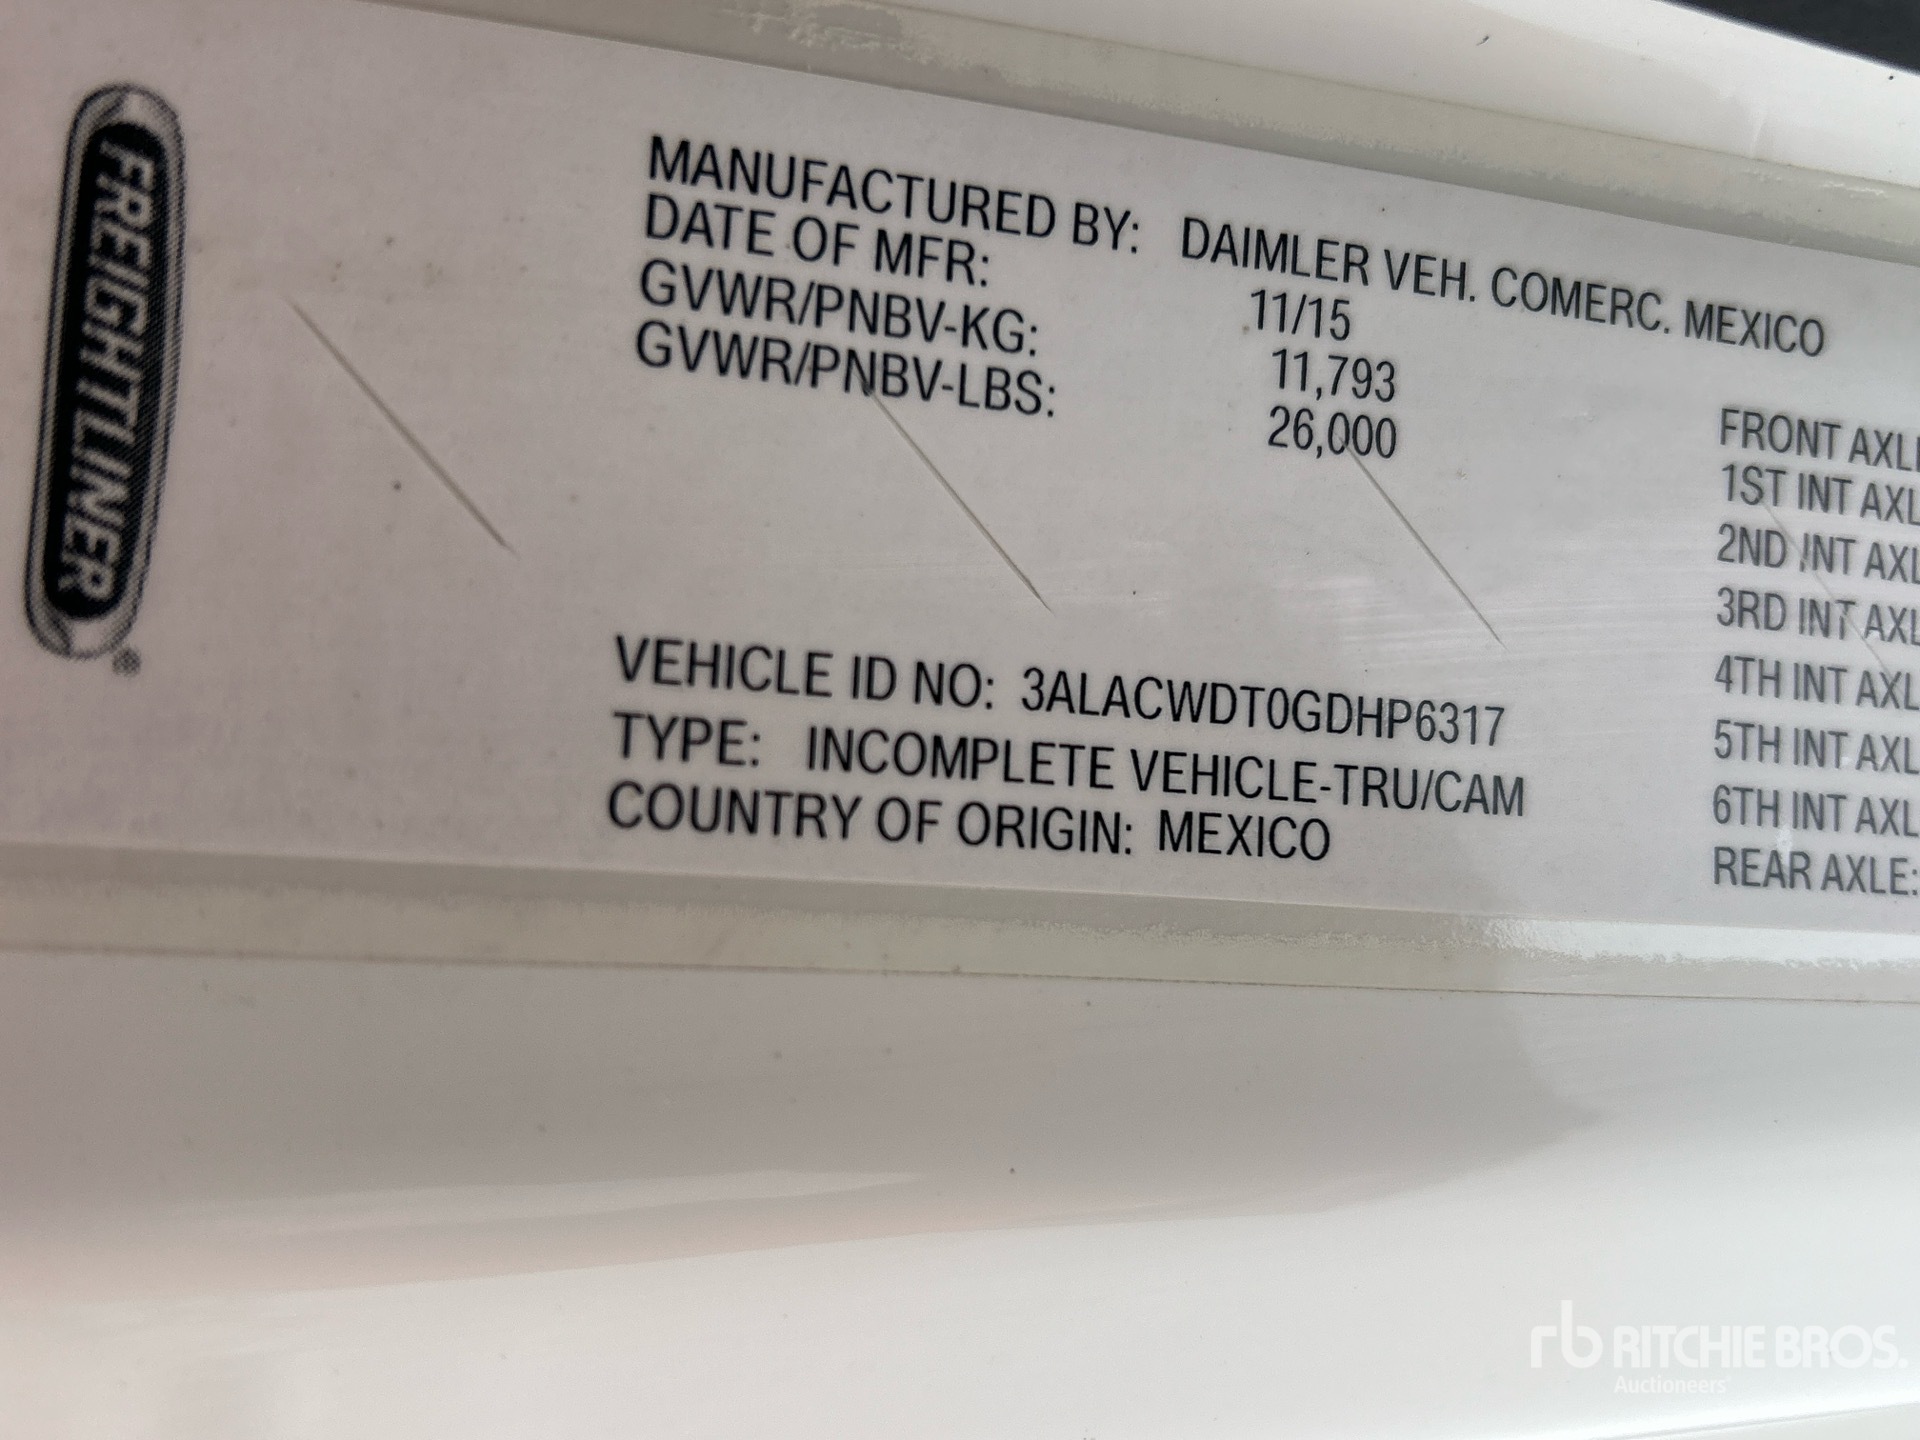 FREIGHTLINER®
MANUFACTURED BY: DAIMLER VEH. COMERC. MEXICO
DATE OF MFR: 11/15
GVWR/PNBV-KG: 11,793
GVWR/PNBV-LBS: 26,000
VEHICLE ID NO: 3ALACWDT0GDHP6317
TYPE: INCOMPLETE VEHICLE-TRU/CAM
COUNTRY OF ORIGIN: MEXICO
FRONT AXLE
1ST INT AXL
2ND INT AXL
3RD INT AXL
4TH INT AXL
5TH INT AXL
6TH INT AXL
REAR AXLE:
rb RITCHIE BROS.
Auctioneers